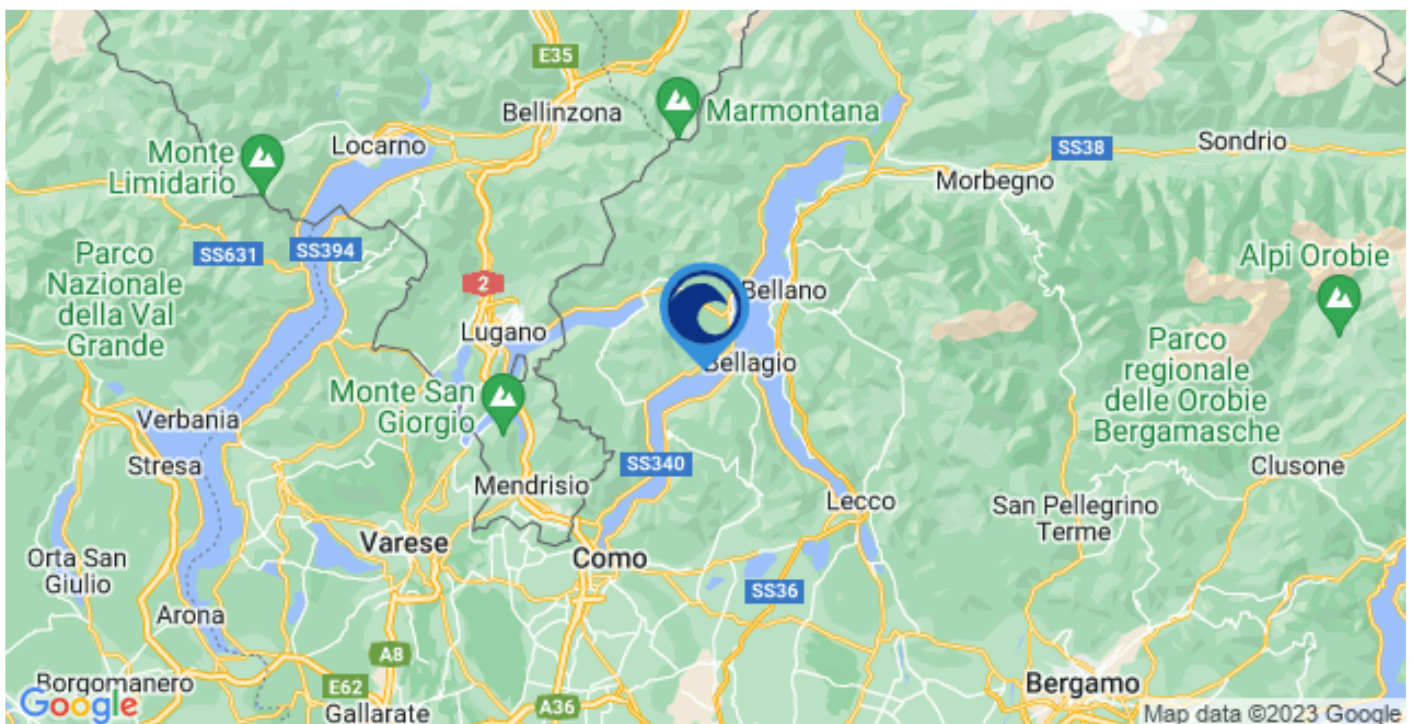 E35
Bellinzona
Marmontana
Locarno
Monte
Limidario
SS38
Sondrio
Morbegno
SS631
SS394
Parco
Nazionale
della Val
Grande
2
Alpi Orobie
Bellano
Lugano
Bellagio
Parco
regionale
delle Orobie
Bergamasche
Monte San
Giorgio
Verbania
Stresa
SS340
Clusone
Mendrisio
Lecco
San Pellegrino
Terme
Varese
Como
Orta San
Giulio
SS36
Arona
A8
Borgomanero
E62
Gallarate
A36
Bergamo
Google
Map data ©2023 Google